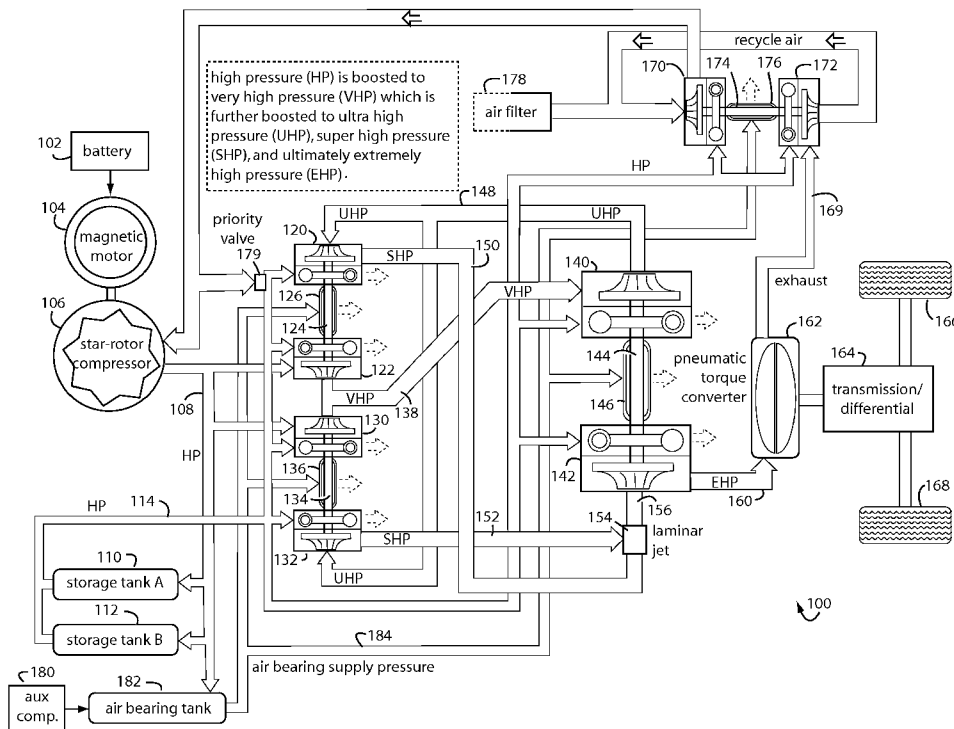 recycle air
high pressure (HP) is boosted to
very high pressure (VHP) which is
further boosted to ultra high
pressure (UHP), super high pressure
(SHP), and ultimately extremely
high pressure (EHP).
178
air filter
170
174
176
172
102
battery
104
magnetic
motor
106
star-rotor
compressor
priority
valve
179
HP
148
169
UHP
UHP
120
SHP
150
140
VHP
exhaust
126
124
122
144
146
pneumatic
torque
converter
162
164
166
transmission/
differential
108
VHP
138
130
HP
136
134
142
EHP
160
168
HP
114
132
SHP
152
154
156
laminar
jet
UHP
110
storage tank A
112
storage tank B
100
184
air bearing supply pressure
180
aux
comp.
182
air bearing tank